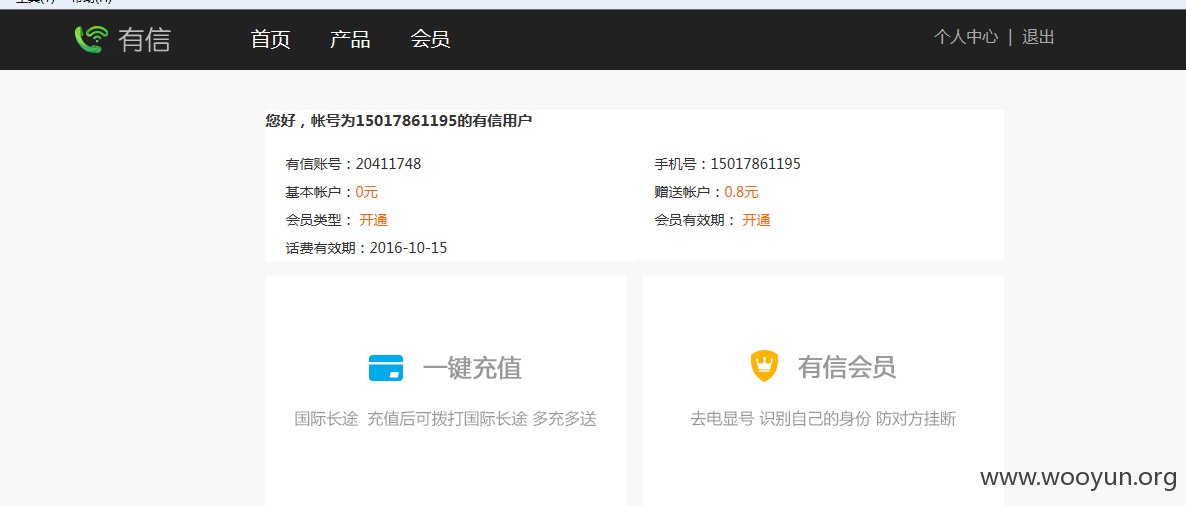 工具(T) 帮助(H)
有信 首页 产品 会员 个人中心 | 退出
您好，帐号为15017861195的有信用户
有信账号：20411748 手机号：15017861195
基本帐户：0元 赠送帐户：0.8元
会员类型： 开通 会员有效期： 开通
话费有效期：2016-10-15
一键充值 有信会员
国际长途 充值后可拨打国际长途 多充多送 去电显号 识别自己的身份 防对方挂断
www.wooyun.org